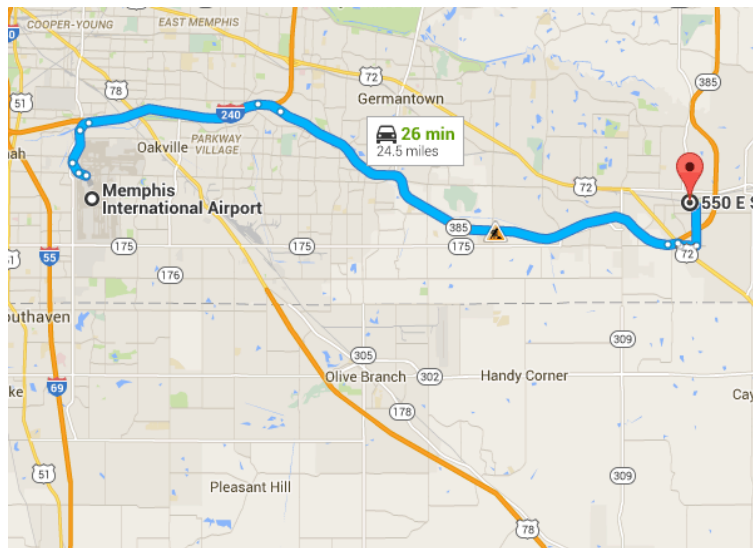 COOPER-YOUNG
EAST MEMPHIS
385
72
51
78
Germantown
240
26 min
24.5 miles
PARKWAY
VILLAGE
Oakville
Memphis
International Airport
72
550 E S
385
175
175
175
72
55
176
outhaven
309
305
Olive Branch
302
Handy Corner
69
ke
Cay
178
51
309
Pleasant Hill
78